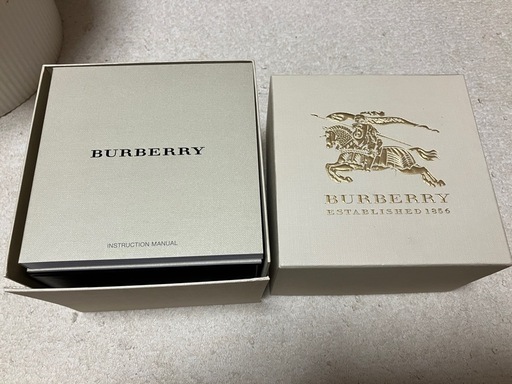 BURBERRY
INSTRUCTION MANUAL
BURBERRY
ESTABLISHED 1856